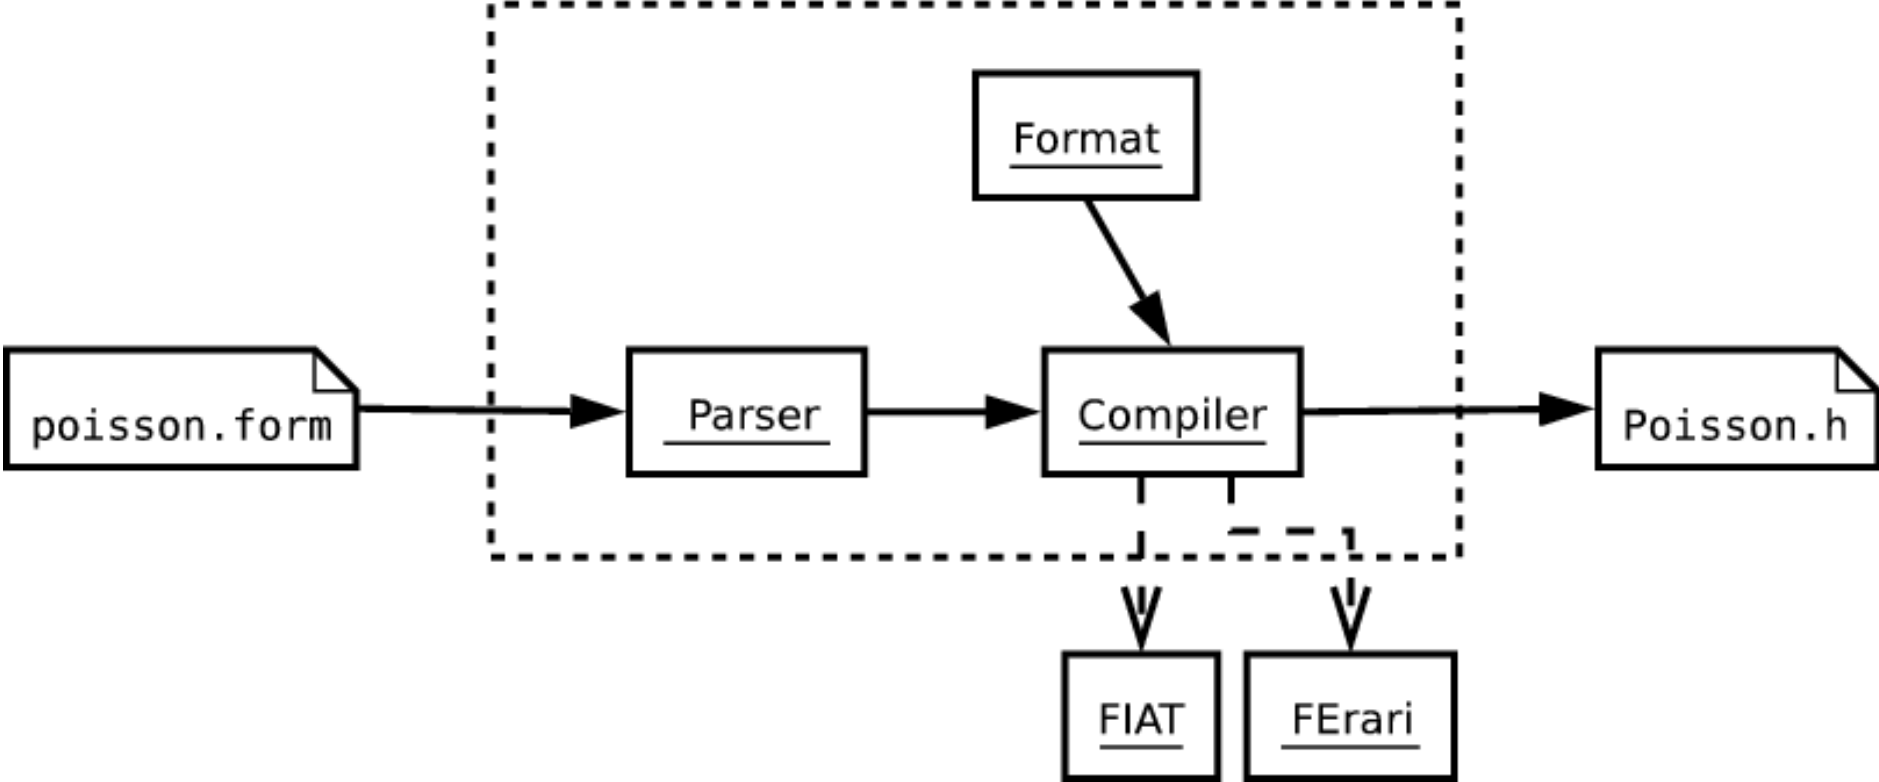 Format
poisson.form
Parser
Compiler
Poisson.h
FIAT
FErari